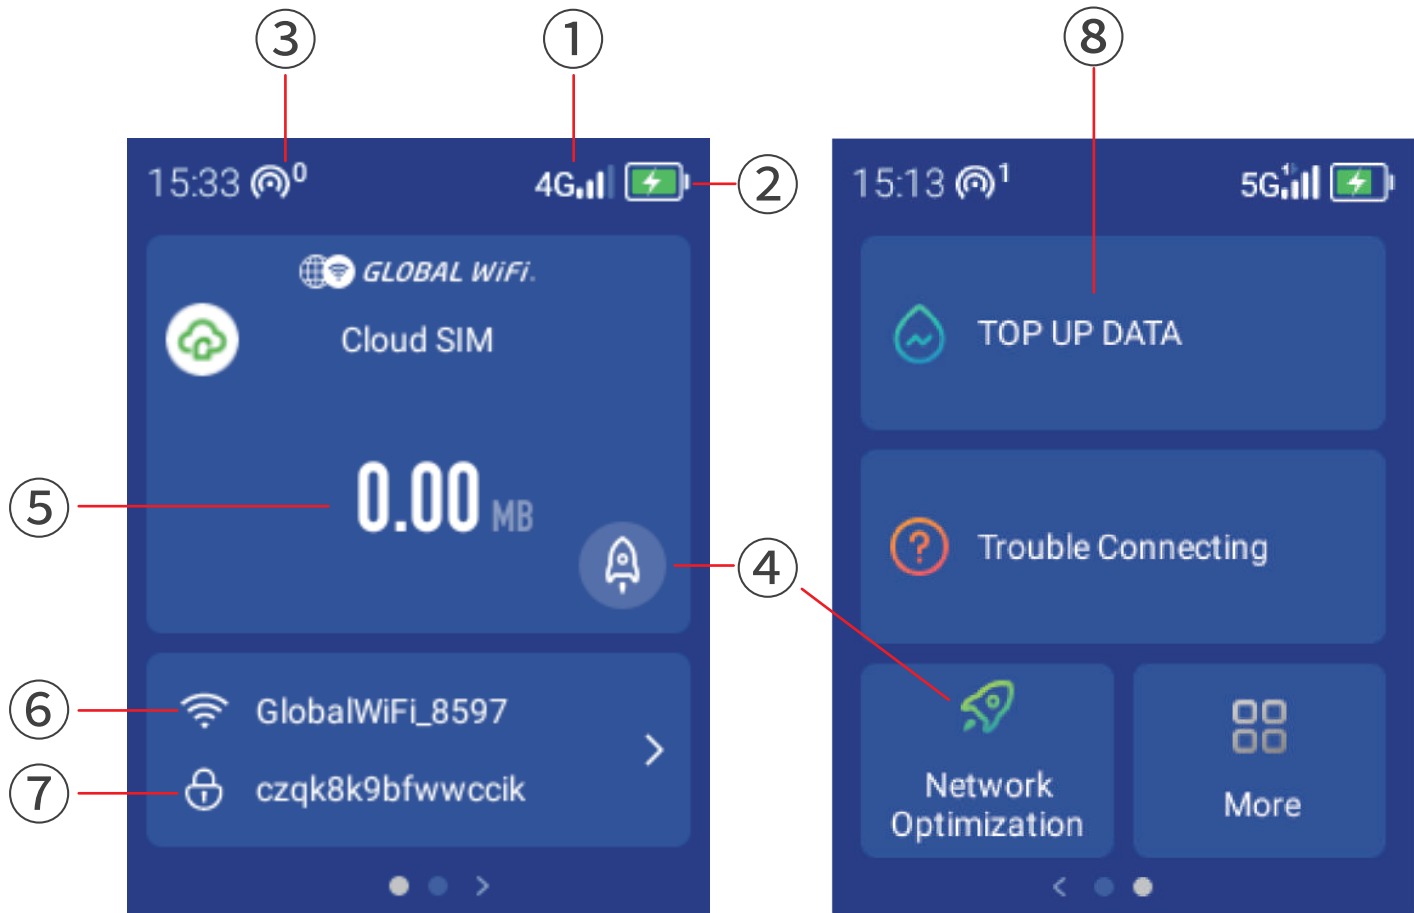 ③ ① ⑧
15:33 0 4G
②
GLOBAL WiFi.
Cloud SIM
⑤
0.00 MB
④
⑥
GlobalWiFi_8597
⑦
czqk8k9bfwwccik
15:13 1 5G
TOP UP DATA
Trouble Connecting
Network
Optimization
More